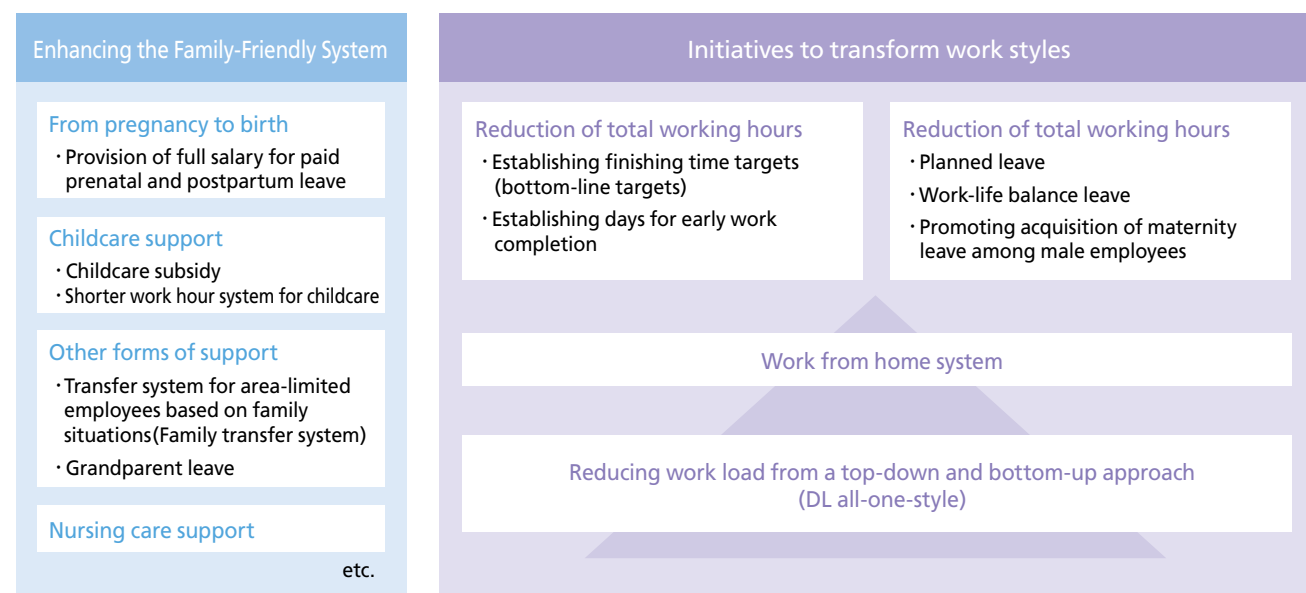 Enhancing the Family-Friendly System
From pregnancy to birth
・Provision of full salary for paid
prenatal and postpartum leave
Childcare support
・Childcare subsidy
・Shorter work hour system for childcare
Other forms of support
・Transfer system for area-limited
employees based on family
situations(Family transfer system)
・Grandparent leave
Nursing care support
etc.
Initiatives to transform work styles
Reduction of total working hours
・Establishing finishing time targets
(bottom-line targets)
・Establishing days for early work
completion
Reduction of total working hours
・Planned leave
・Work-life balance leave
・Promoting acquisition of maternity
leave among male employees
Work from home system
Reducing work load from a top-down and bottom-up approach
(DL all-one-style)